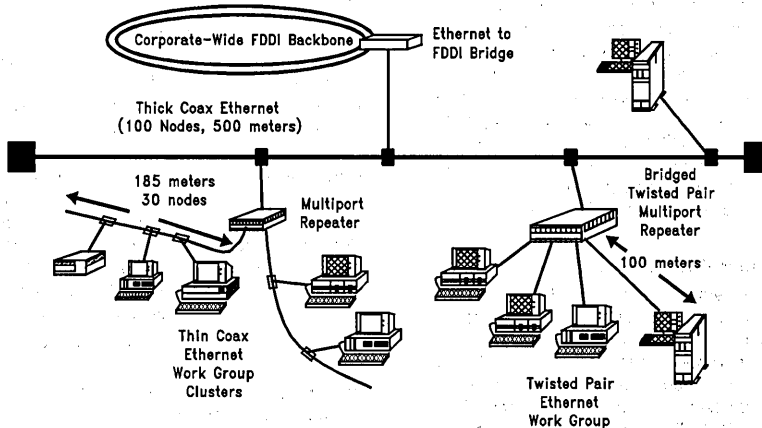 Corporate-Wide FDDI Backbone
Ethernet to
FDDI Bridge
Thick Coax Ethernet
(100 Nodes, 500 meters)
185 meters
30 nodes
Multiport
Repeater
Bridged
Twisted Pair
Multiport
Repeater
100 meters
Thin Coax
Ethernet
Work Group
Clusters
Twisted Pair
Ethernet
Work Group